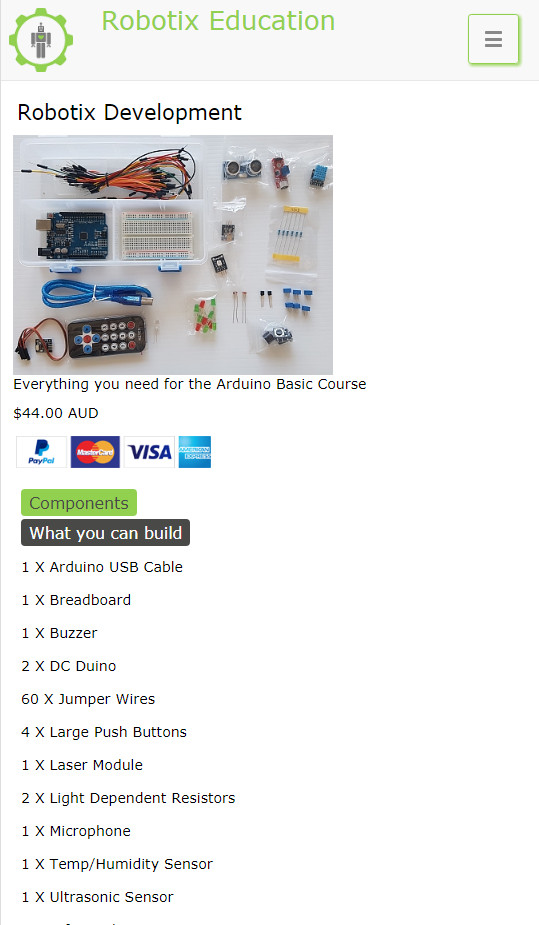 Robotix Education
Robotix Development
Everything you need for the Arduino Basic Course
$44.00 AUD
PayPal
MasterCard
VISA
AMERICAN
EXPRESS
Components
What you can build
1 X Arduino USB Cable
1 X Breadboard
1 X Buzzer
2 X DC Duino
60 X Jumper Wires
4 X Large Push Buttons
1 X Laser Module
2 X Light Dependent Resistors
1 X Microphone
1 X Temp/Humidity Sensor
1 X Ultrasonic Sensor